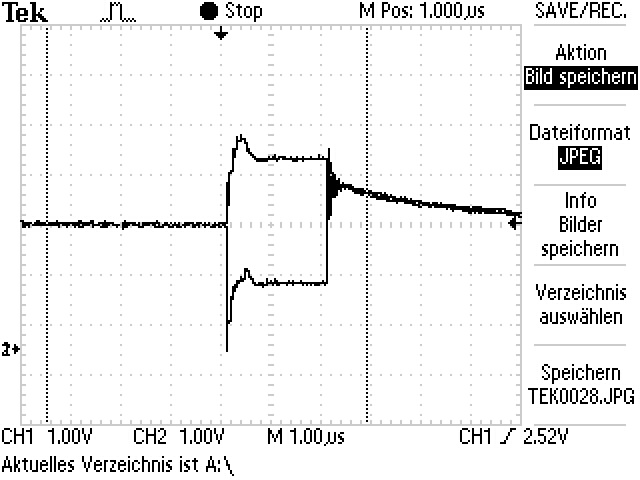 Tek
Stop
M Pos: 1.000µs
SAVE/REC.
Aktion
Bild speichern
Dateiformat
JPEG
Info
Bilder
speichern
Verzeichnis
auswählen
Speichern
TEK0028.JPG
2
CH1 1.00V CH2 1.00V M 1.00µs CH1 2.52V
Aktuelles Verzeichnis ist A:\